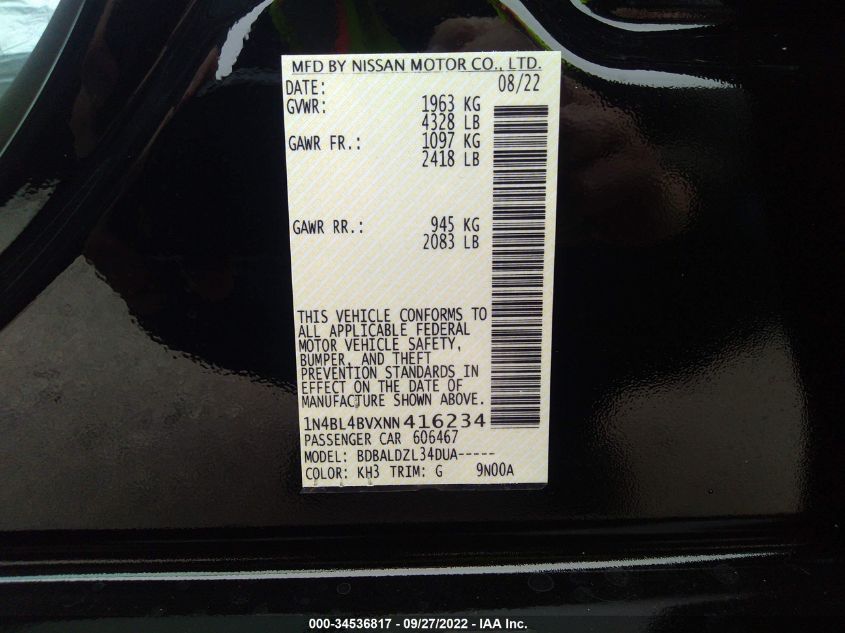 MFD BY NISSAN MOTOR CO., LTD.
DATE: 08/22
GVWR: 1963 KG
4328 LB
GAWR FR.: 1097 KG
2418 LB
GAWR RR.: 945 KG
2083 LB
THIS VEHICLE CONFORMS TO
ALL APPLICABLE FEDERAL
MOTOR VEHICLE SAFETY,
BUMPER, AND THEFT
PREVENTION STANDARDS IN
EFFECT ON THE DATE OF
MANUFACTURE SHOWN ABOVE.
1N4BL4BVXNN416234
PASSENGER CAR 606467
MODEL: BDBALDZL34DUA-----
COLOR: KH3 TRIM: G 9N00A
000-34536817 - 09/27/2022 - IAA Inc.